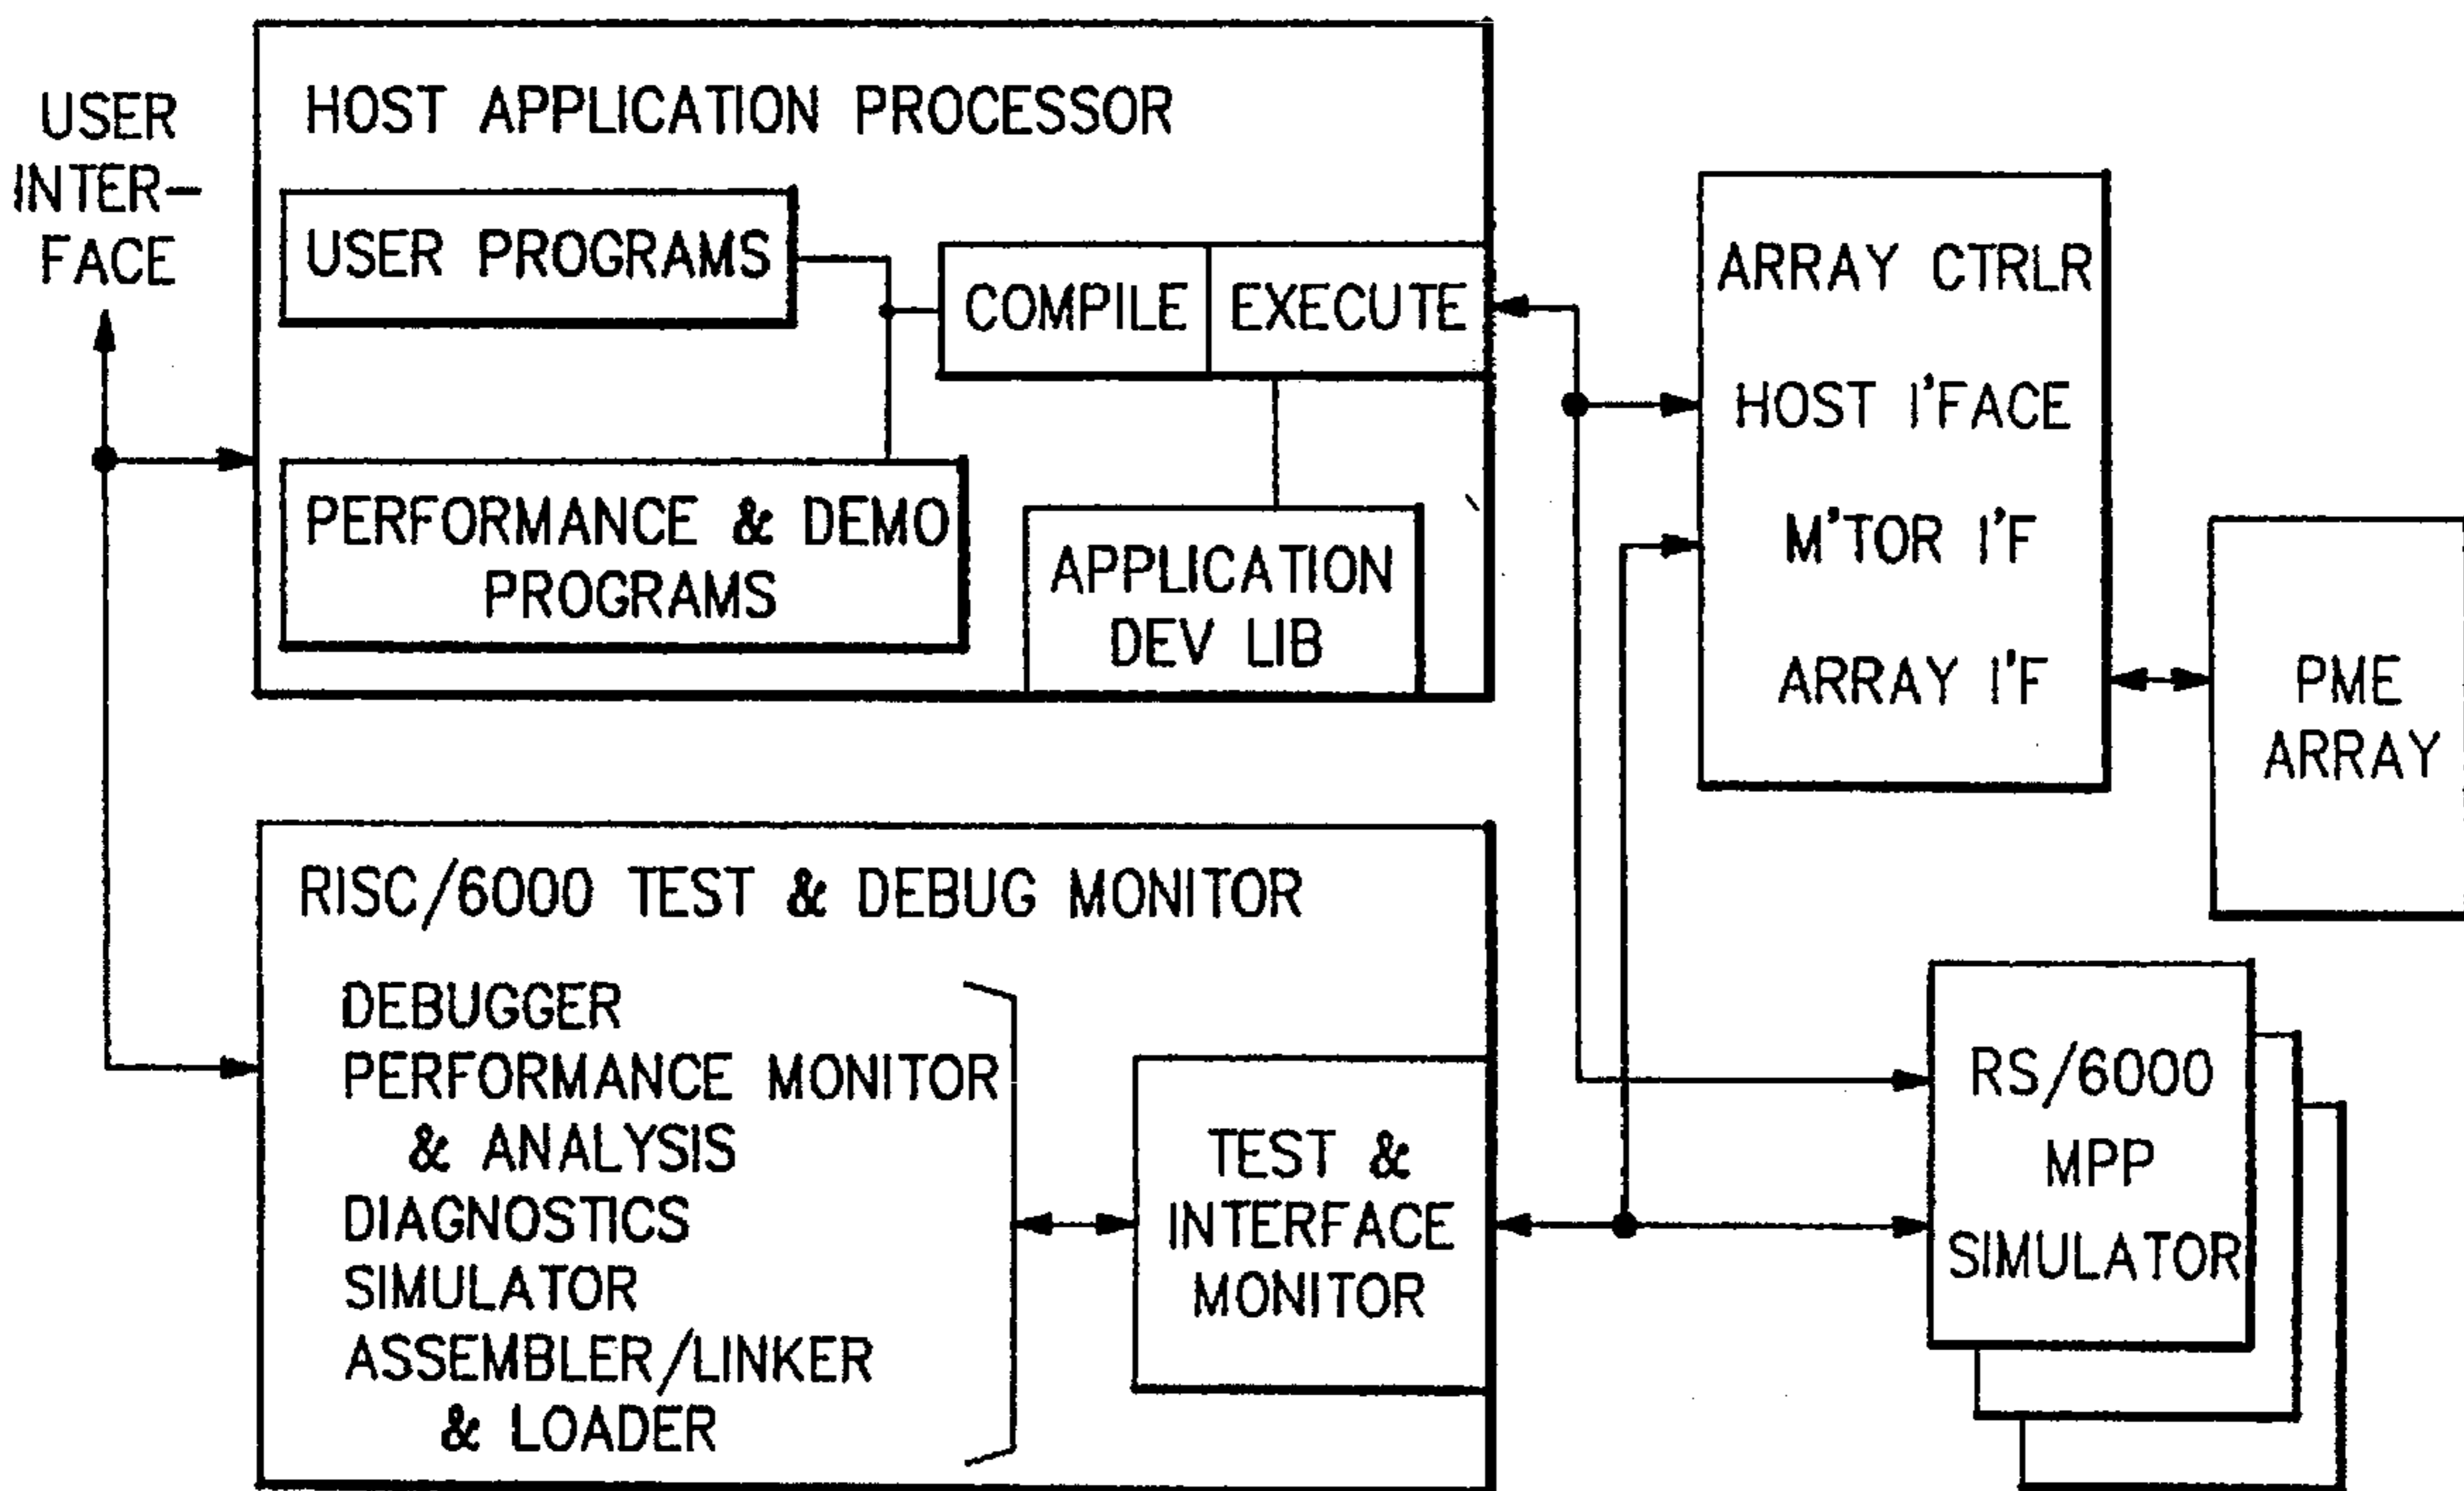 USER
INTER-
FACE
HOST APPLICATION PROCESSOR
USER PROGRAMS
COMPILE
EXECUTE
PERFORMANCE & DEMO
PROGRAMS
APPLICATION
DEV LIB
ARRAY CTRLR
HOST I'FACE
M'TOR I'F
ARRAY I'F
PME
ARRAY
RISC/6000 TEST & DEBUG MONITOR
DEBUGGER
PERFORMANCE MONITOR
& ANALYSIS
DIAGNOSTICS
SIMULATOR
ASSEMBLER/LINKER
& LOADER
TEST &
INTERFACE
MONITOR
RS/6000
MPP
SIMULATOR